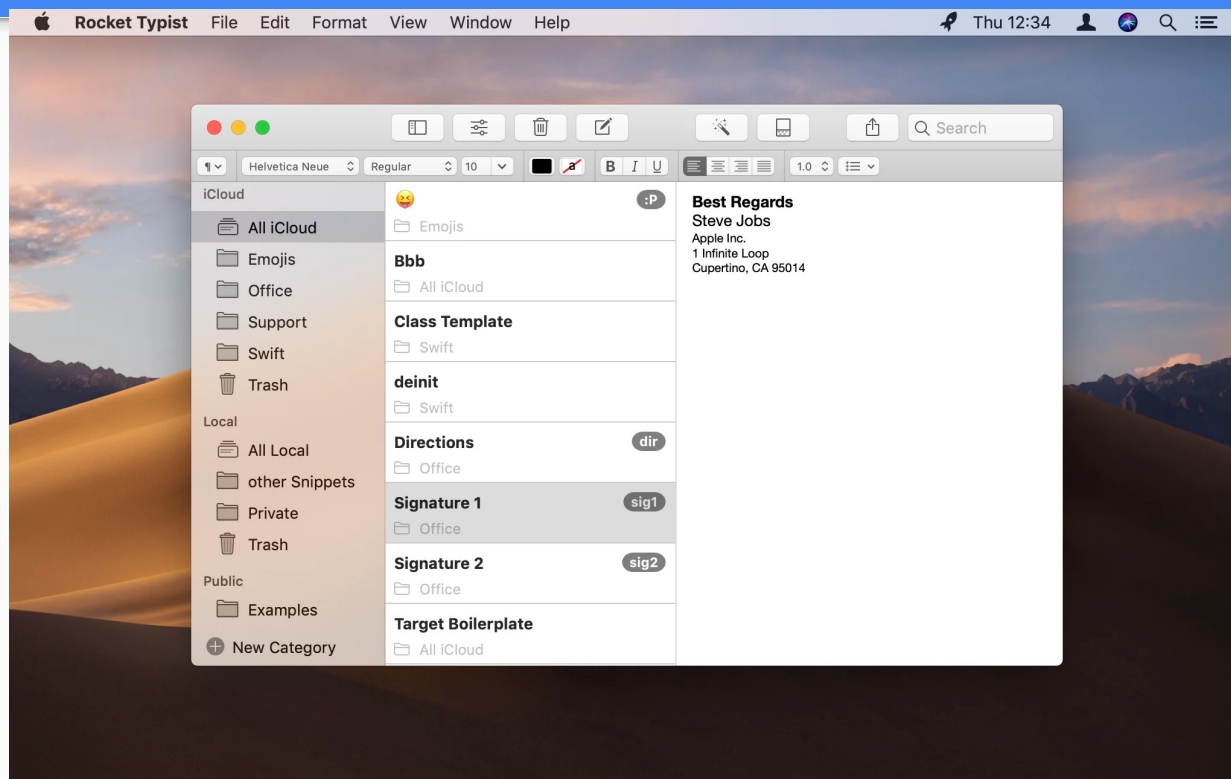 Rocket Typist File Edit Format View Window Help Thu 12:34
Search
Helvetica Neue Regular 10 a B I U 1.0
iCloud
All iCloud
Emojis
Office
Support
Swift
Trash
Local
All Local
other Snippets
Private
Trash
Public
Examples
New Category
:P
Emojis
Bbb
All iCloud
Class Template
Swift
deinit
Swift
Directions dir
Office
Signature 1 sig1
Office
Signature 2 sig2
Office
Target Boilerplate
All iCloud
Best Regards
Steve Jobs
Apple Inc.
1 Infinite Loop
Cupertino, CA 95014